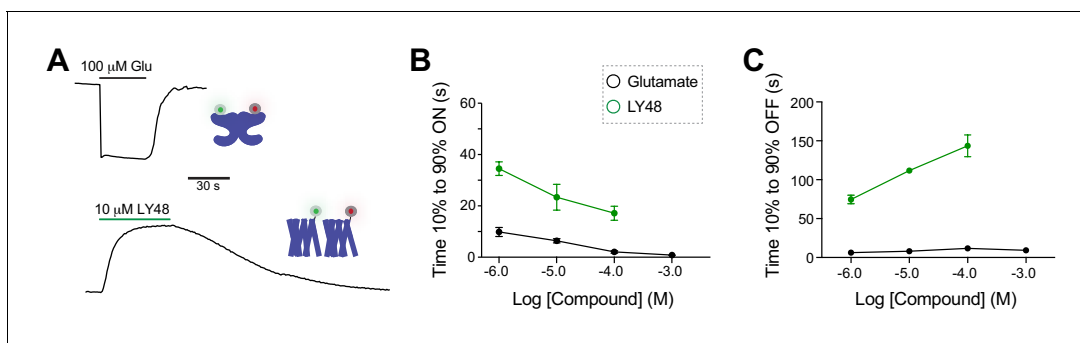 A
100 μM Glu
30 s
10 μM LY48
B
Time 10% to 90% ON (s)
60
40
20
0
-6.0 -5.0 -4.0 -3.0
Log [Compound] (M)
Glutamate
LY48
C
Time 10% to 90% OFF (s)
200
150
100
50
0
-6.0 -5.0 -4.0 -3.0
Log [Compound] (M)